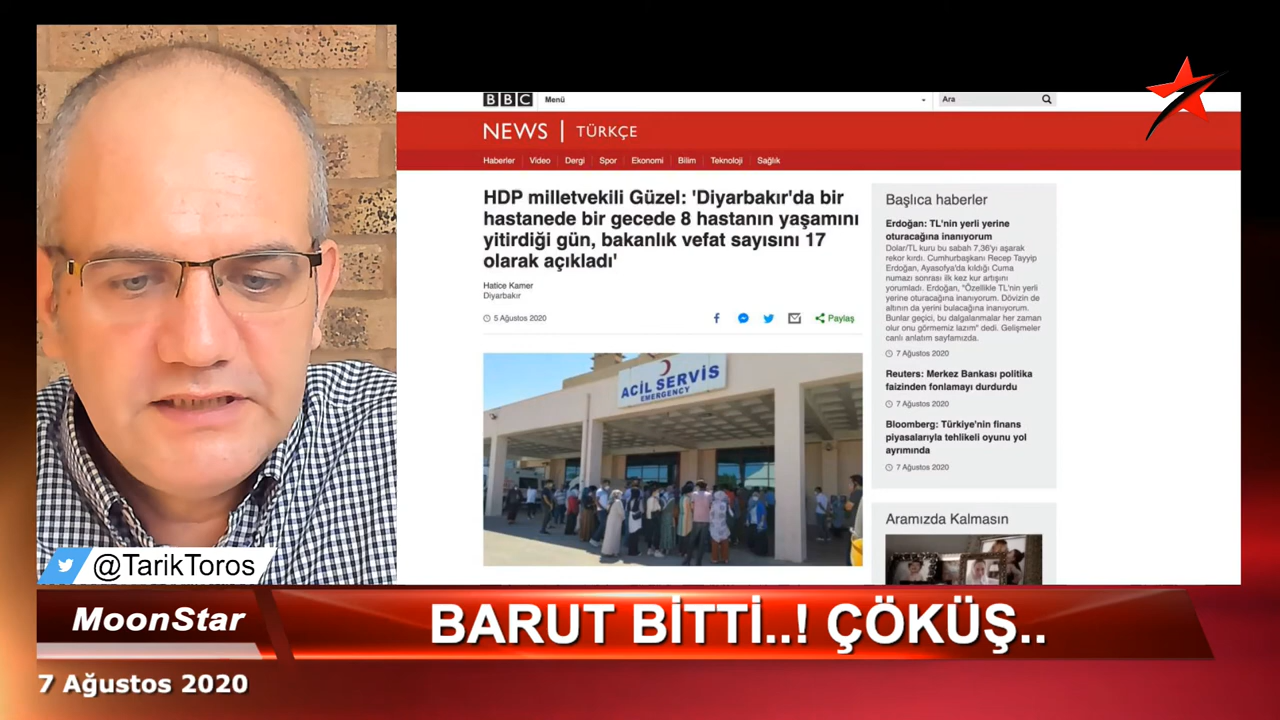 BBC
Menü
Ara
NEWS | TÜRKÇE
Haberler Video Dergi Spor Ekonomi Bilim Teknoloji Sağlık
HDP milletvekili Güzel: 'Diyarbakır'da bir
hastanede bir gecede 8 hastanın yaşamını
yitirdiği gün, bakanlık vefat sayısını 17
olarak açıkladı'
Hatice Kamer
Diyarbakır
5 Ağustos 2020
Paylaş
ACİL SERVİS
EMERGENCY
Başlıca haberler
Erdoğan: TL'nin yerli yerine
oturacağına inanıyorum
Dolar/TL kuru bu sabah 7,36'yı aşarak
rekor kırdı. Cumhurbaşkanı Recep Tayyip
Erdoğan, Ayasofya'da kıldığı Cuma
namazı sonrası ilk kez kur artışını
yorumladı. Erdoğan, "Özellikle TL'nin yerli
yerine oturacağına inanıyorum. Dövizin de
altının da yerini bulacağına inanıyorum.
Bunlar geçici, bu dalgalanmalar her zaman
olur onu görmemiz lazım" dedi. Gelişmeler
canlı anlatım sayfamızda.
7 Ağustos 2020
Reuters: Merkez Bankası politika
faizinden fonlamayı durdurdu
7 Ağustos 2020
Bloomberg: Türkiye'nin finans
piyasalarıyla tehlikeli oyunu yol
ayrımında
7 Ağustos 2020
Aramızda Kalmasın
@TarikToros
MoonStar
BARUT BİTTİ..! ÇÖKÜŞ..
7 Ağustos 2020